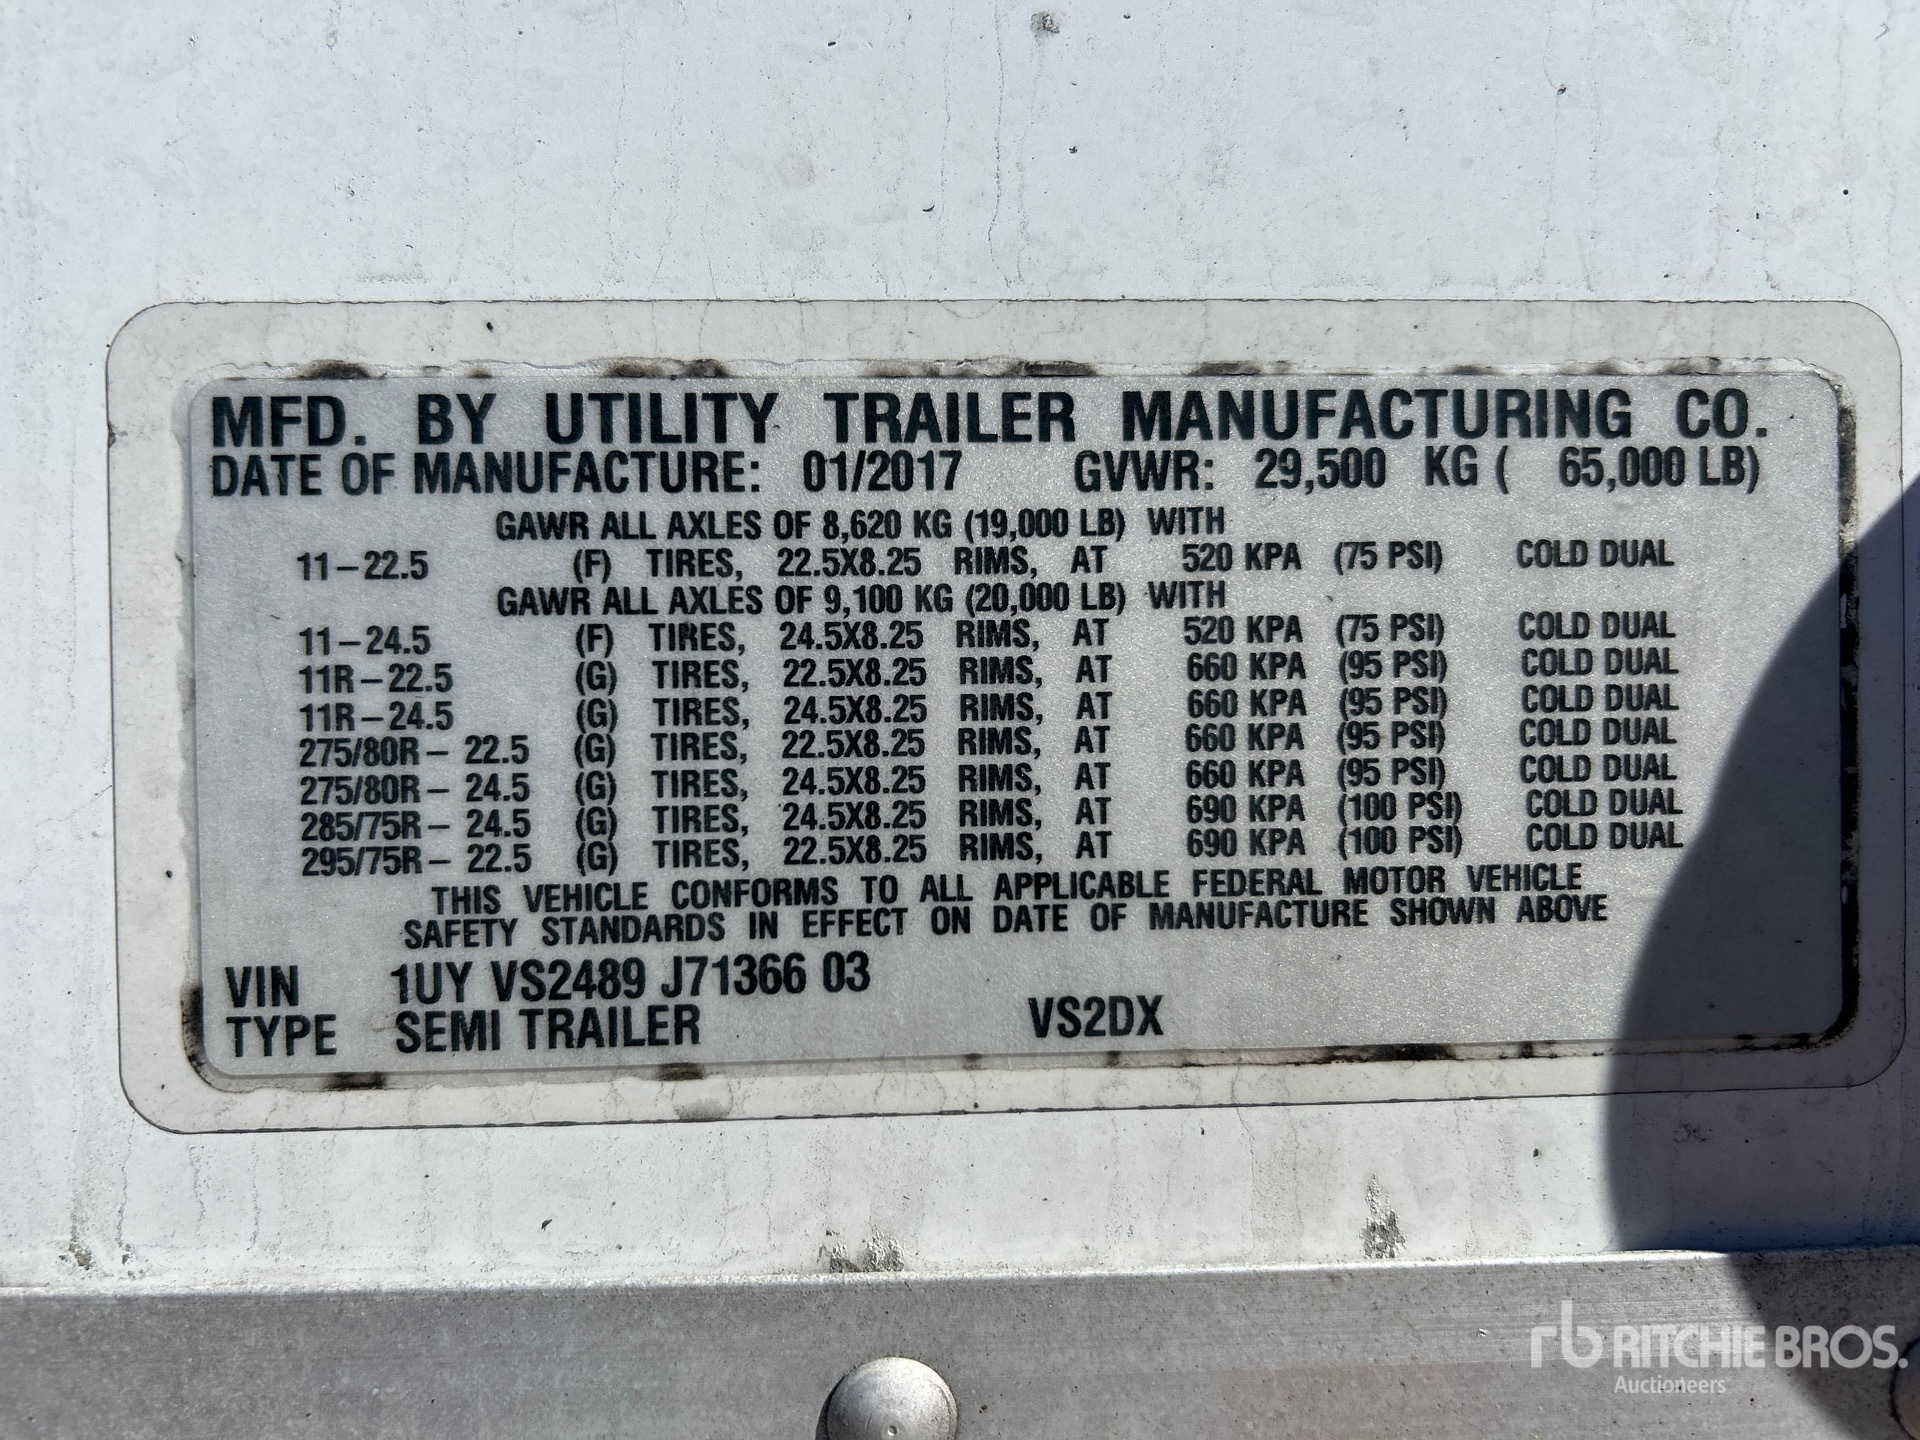 MFD. BY UTILITY TRAILER MANUFACTURING CO.
DATE OF MANUFACTURE: 01/2017 GVWR: 29,500 KG ( 65,000 LB)
GAWR ALL AXLES OF 8,620 KG (19,000 LB) WITH
11-22.5 (F) TIRES, 22.5X8.25 RIMS, AT 520 KPA (75 PSI) COLD DUAL
GAWR ALL AXLES OF 9,100 KG (20,000 LB) WITH
11-24.5 (F) TIRES, 24.5X8.25 RIMS, AT 520 KPA (75 PSI) COLD DUAL
11R-22.5 (G) TIRES, 22.5X8.25 RIMS, AT 660 KPA (95 PSI) COLD DUAL
11R-24.5 (G) TIRES, 24.5X8.25 RIMS, AT 660 KPA (95 PSI) COLD DUAL
275/80R- 22.5 (G) TIRES, 22.5X8.25 RIMS, AT 660 KPA (95 PSI) COLD DUAL
275/80R- 24.5 (G) TIRES, 24.5X8.25 RIMS, AT 660 KPA (95 PSI) COLD DUAL
285/75R- 24.5 (G) TIRES, 24.5X8.25 RIMS, AT 690 KPA (100 PSI) COLD DUAL
295/75R- 22.5 (G) TIRES, 22.5X8.25 RIMS, AT 690 KPA (100 PSI) COLD DUAL
THIS VEHICLE CONFORMS TO ALL APPLICABLE FEDERAL MOTOR VEHICLE
SAFETY STANDARDS IN EFFECT ON DATE OF MANUFACTURE SHOWN ABOVE
VIN 1UY VS2489 J71366 03
TYPE SEMI TRAILER VS2DX
rb RITCHIE BROS.
Auctioneers